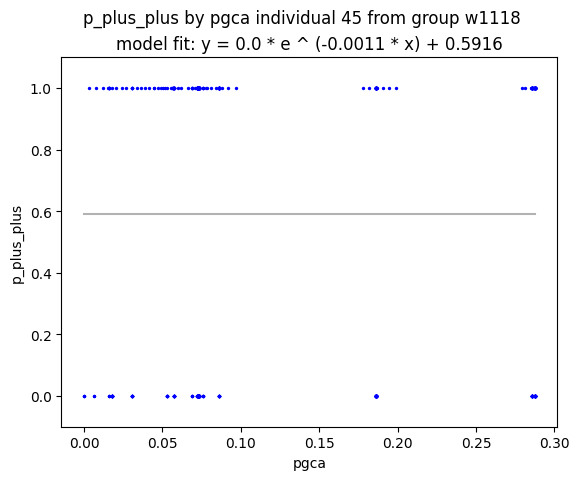 p_plus_plus by pgca individual 45 from group w1118
model fit: y = 0.0 * e ^ (-0.0011 * x) + 0.5916
1.0
0.8
0.6
0.4
0.2
0.0
p_plus_plus
0.00 0.05 0.10 0.15 0.20 0.25 0.30
pgca